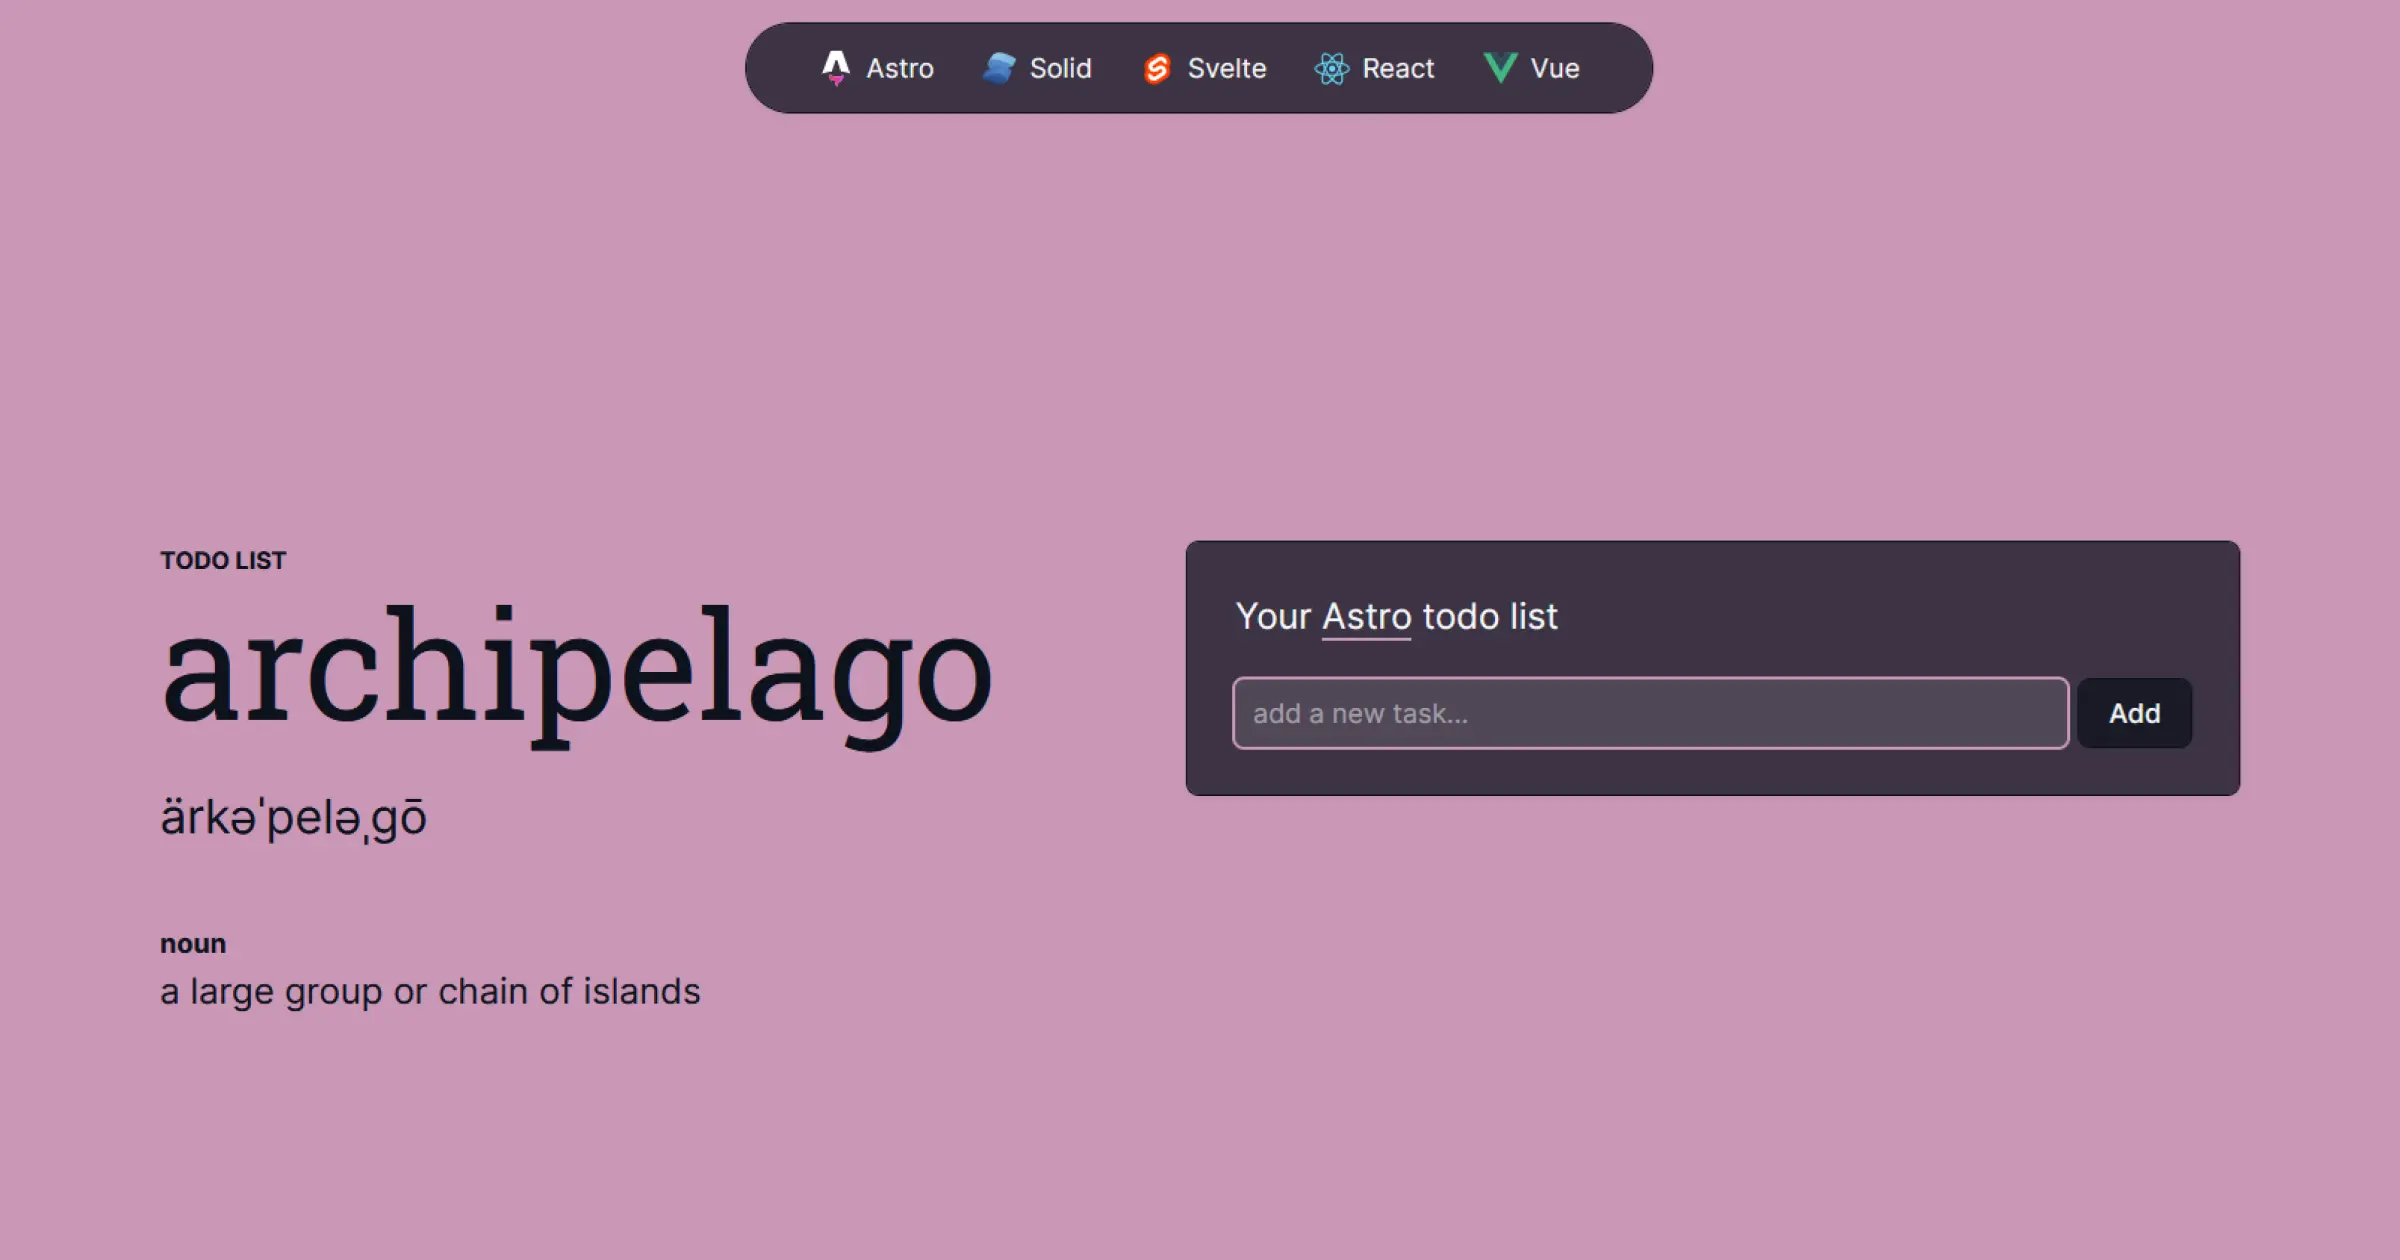 Astro Solid Svelte React Vue
TODO LIST
archipelago
ärkəˈpeləˌgō
noun
a large group or chain of islands
Your Astro todo list
add a new task...
Add